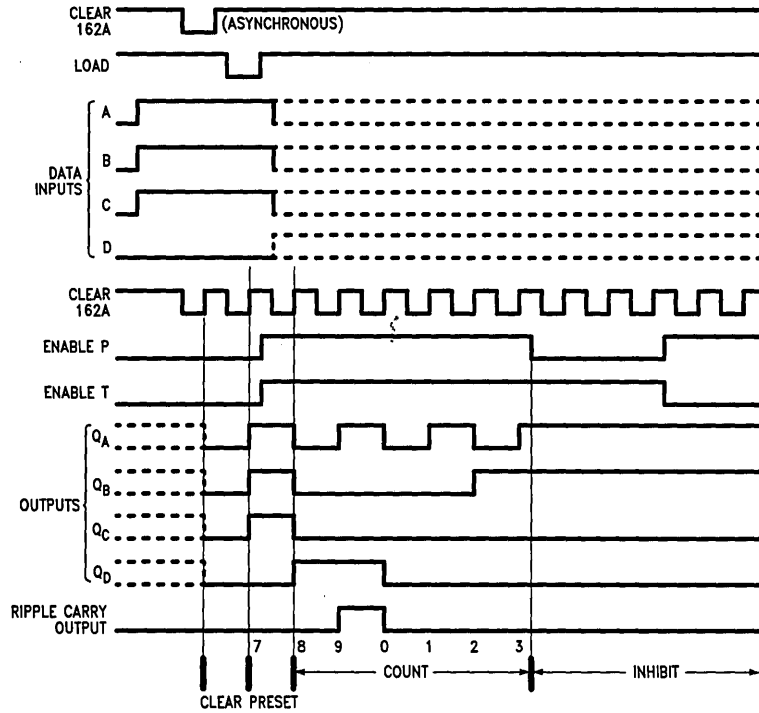 CLEAR
162A
(ASYNCHRONOUS)
LOAD
DATA
INPUTS
A
B
C
D
CLEAR
162A
ENABLE P
ENABLE T
OUTPUTS
QA
QB
QC
QD
RIPPLE CARRY
OUTPUT
7 8 9 0 1 2 3
COUNT
INHIBIT
CLEAR PRESET